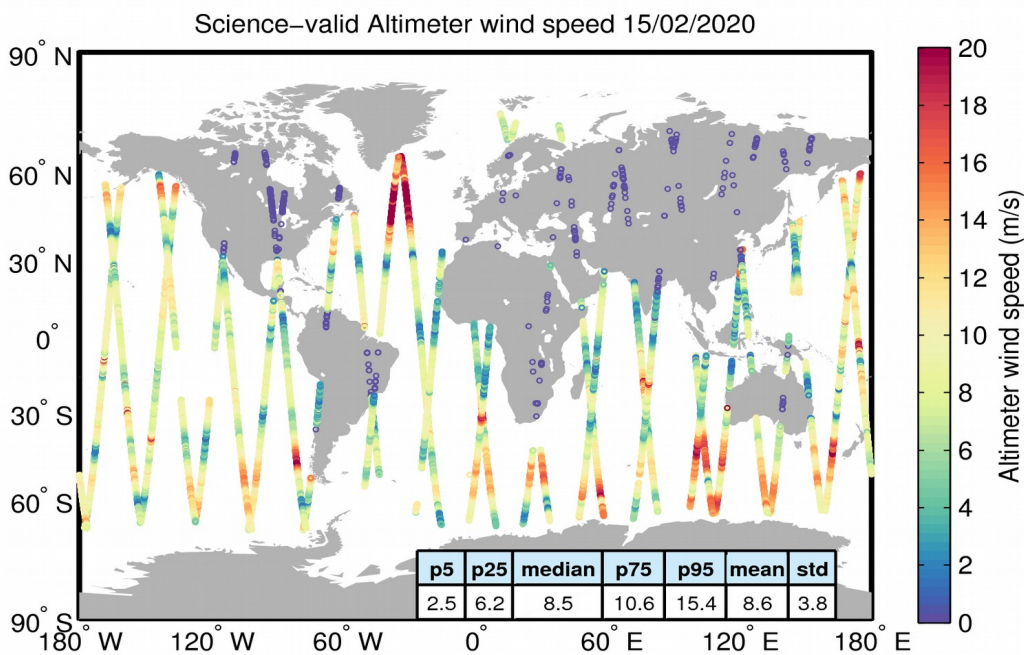 Science−valid Altimeter wind speed 15/02/2020
90° N
60° N
30° N
0°
30° S
60° S
90° S
180° W
120° W
60° W
0°
60° E
120° E
180° E
p5 p25 median p75 p95 mean std
2.5 6.2 8.5 10.6 15.4 8.6 3.8
20
18
16
14
12
10
8
6
4
2
0
Altimeter wind speed (m/s)